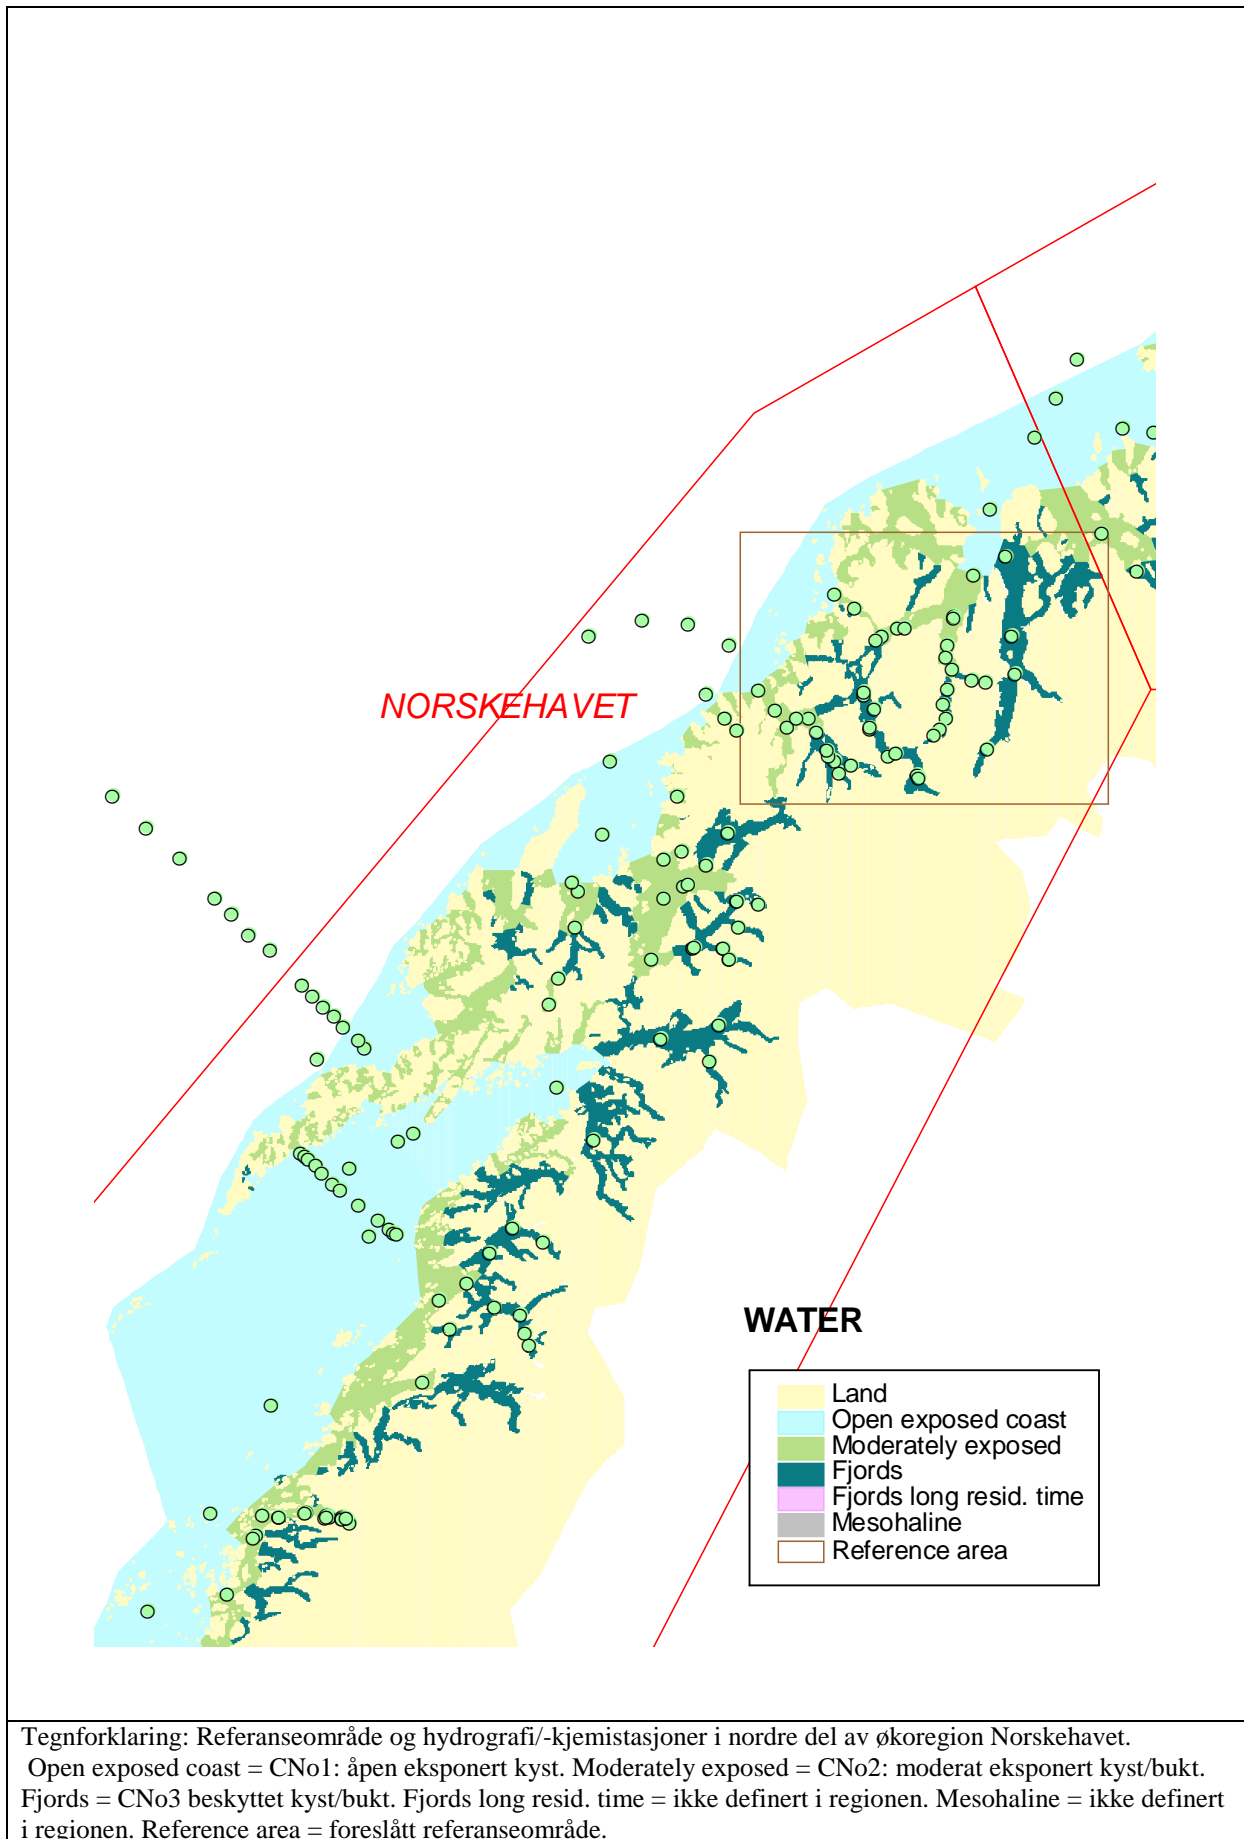 NORSKEHAVET
WATER
Land
Open exposed coast
Moderately exposed
Fjords
Fjords long resid. time
Mesohaline
Reference area
Tegnforklaring: Referanseområde og hydrografi/-kjemistasjoner i nordre del av økoregion Norskehavet.
Open exposed coast = CNo1: åpen eksponert kyst. Moderately exposed = CNo2: moderat eksponert kyst/bukt.
Fjords = CNo3 beskyttet kyst/bukt. Fjords long resid. time = ikke definert i regionen. Mesohaline = ikke definert
i regionen. Reference area = foreslått referanseområde.